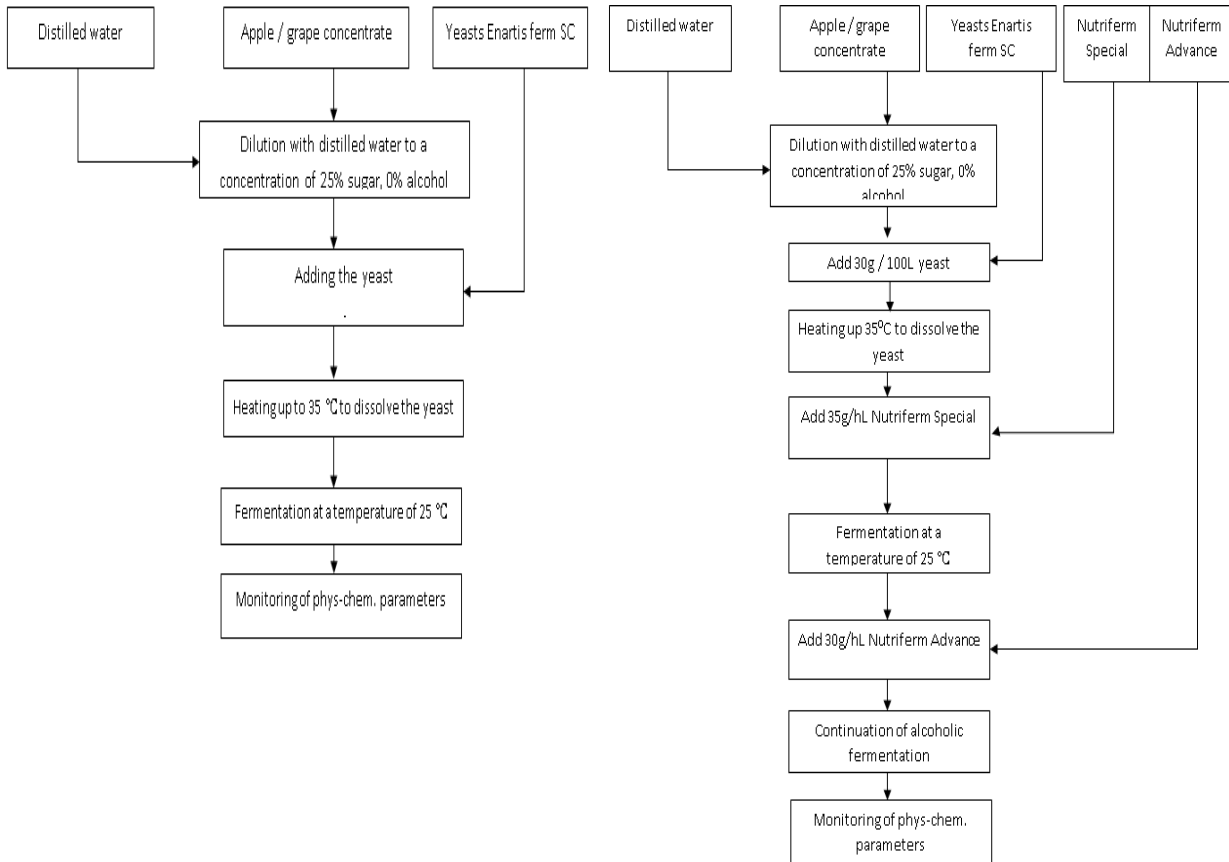 Distilled water
Apple / grape concentrate
Yeasts Enartis ferm SC
Dilution with distilled water to a
concentration of 25% sugar, 0% alcohol
Adding the yeast
.
Heating up to 35 °C to dissolve the yeast
Fermentation at a temperature of 25 °C
Monitoring of phys-chem. parameters
Distilled water
Apple / grape
concentrate
Yeasts Enartis
ferm SC
Nutriferm
Special
Nutriferm
Advance
Dilution with distilled water to a
concentration of 25% sugar, 0%
alcohol
Add 30g / 100L yeast
Heating up 35⁰C to dissolve the
yeast
Add 35g/hL Nutriferm Special
Fermentation at a
temperature of 25 °C
Add 30g/hL Nutriferm Advance
Continuation of alcoholic
fermentation
Monitoring of phys-chem.
parameters